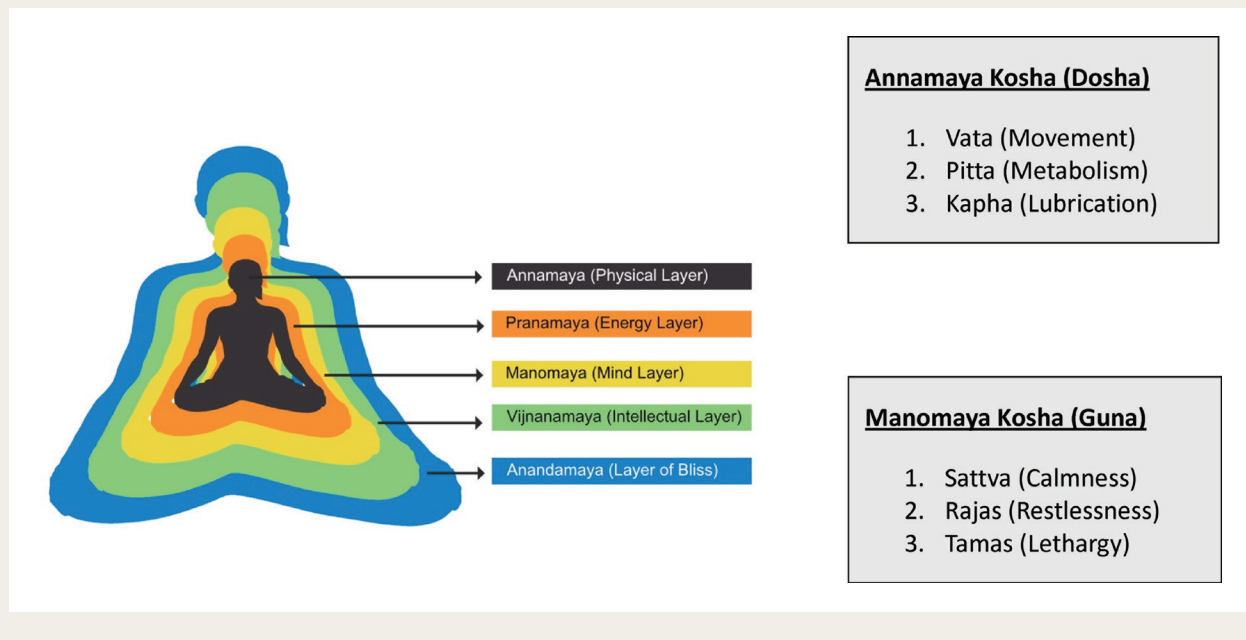 Annamaya (Physical Layer)
Pranamaya (Energy Layer)
Manomaya (Mind Layer)
Vijnanamaya (Intellectual Layer)
Anandamaya (Layer of Bliss)
Annamaya Kosha (Dosha)
1. Vata (Movement)
2. Pitta (Metabolism)
3. Kapha (Lubrication)
Manomaya Kosha (Guna)
1. Sattva (Calmness)
2. Rajas (Restlessness)
3. Tamas (Lethargy)